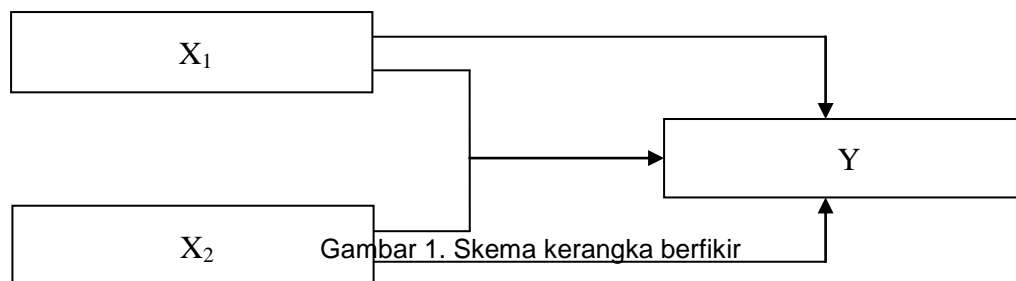 X₁
Y
X₂
Gambar 1. Skema kerangka berfikir